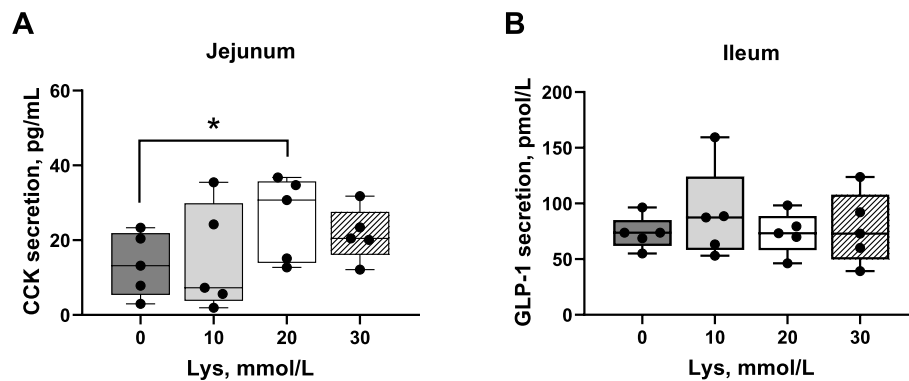 A
Jejunum
CCK secretion, pg/mL
60
40
20
0
*
0 10 20 30
Lys, mmol/L
B
Ileum
GLP-1 secretion, pmol/L
200
150
100
50
0
0 10 20 30
Lys, mmol/L